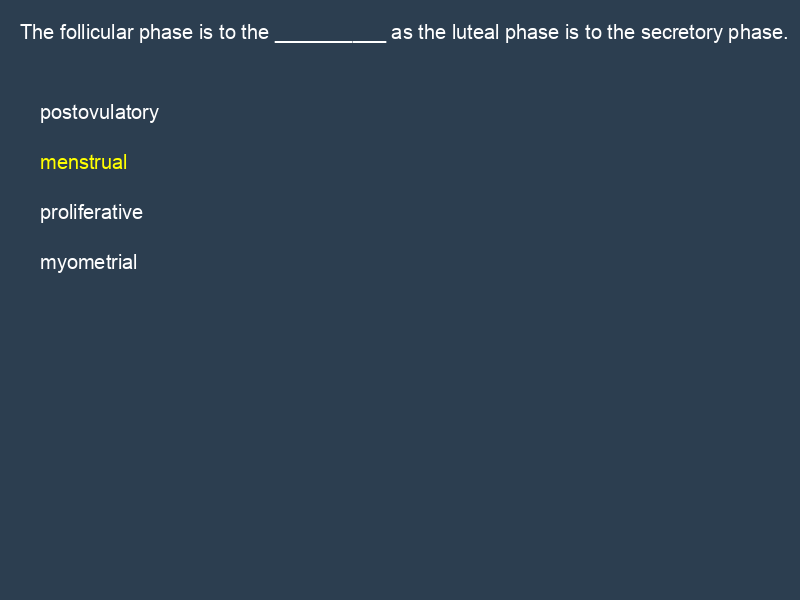 The follicular phase is to the __________ as the luteal phase is to the secretory phase.
postovulatory
menstrual
proliferative
myometrial